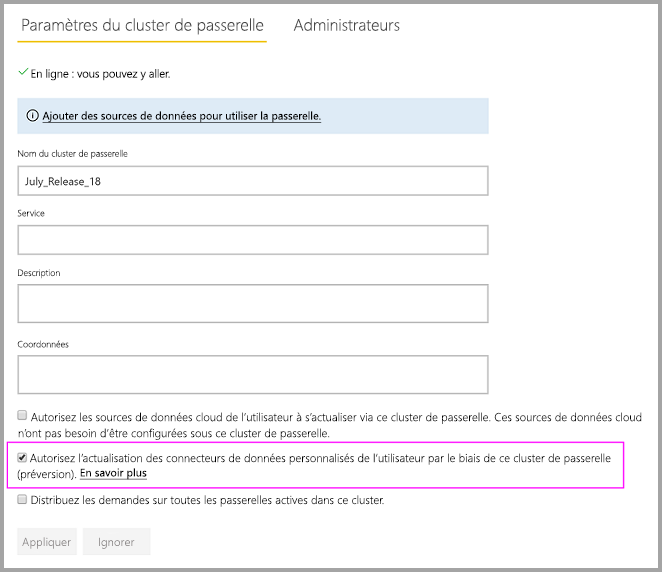 Paramètres du cluster de passerelle Administrateurs
En ligne : vous pouvez y aller.
Ajouter des sources de données pour utiliser la passerelle.
Nom du cluster de passerelle
July_Release_18
Service
Description
Coordonnées
Autorisez les sources de données cloud de l'utilisateur à s'actualiser via ce cluster de passerelle. Ces sources de données cloud
n'ont pas besoin d'être configurées sous ce cluster de passerelle.
Autorisez l'actualisation des connecteurs de données personnalisés de l'utilisateur par le biais de ce cluster de passerelle
(préversion). En savoir plus
Distribuez les demandes sur toutes les passerelles actives dans ce cluster.
Appliquer Ignorer